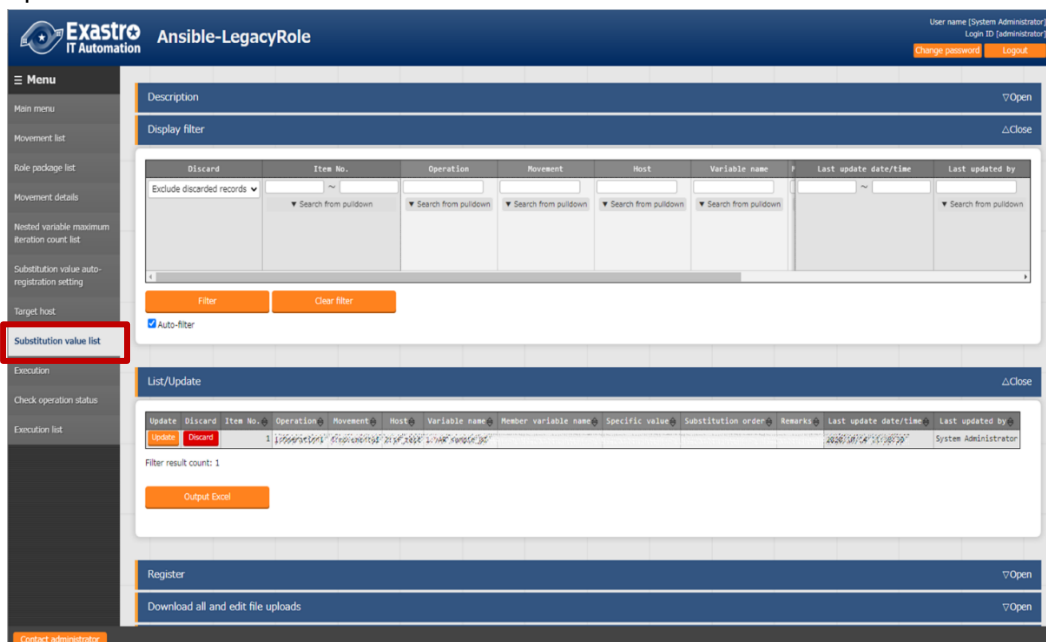 Exastro
IT Automation
Ansible-LegacyRole
User name [System Administrator]
Login ID [administrator]
Change password
Logout
☰ Menu
Main menu
Movement list
Role package list
Movement details
Nested variable maximum
iteration count list
Substitution value auto-
registration setting
Target host
Substitution value list
Execution
Check operation status
Execution list
Description ▽Open
Display filter △Close
Discard Item No. Operation Movement Host Variable name Last update date/time Last updated by
Exclude discarded records ~ ~
▼ Search from pulldown ▼ Search from pulldown ▼ Search from pulldown ▼ Search from pulldown ▼ Search from pulldown ▼ Search from pulldown
Filter Clear filter
Auto-filter
List/Update △Close
Update Discard Item No. Operation Movement Host Variable name Member variable name Specific value Substitution order Remarks Last update date/time Last updated by
Update Discard 1 System Administrator
Filter result count: 1
Output Excel
Register ▽Open
Download all and edit file uploads ▽Open
Contact administrator